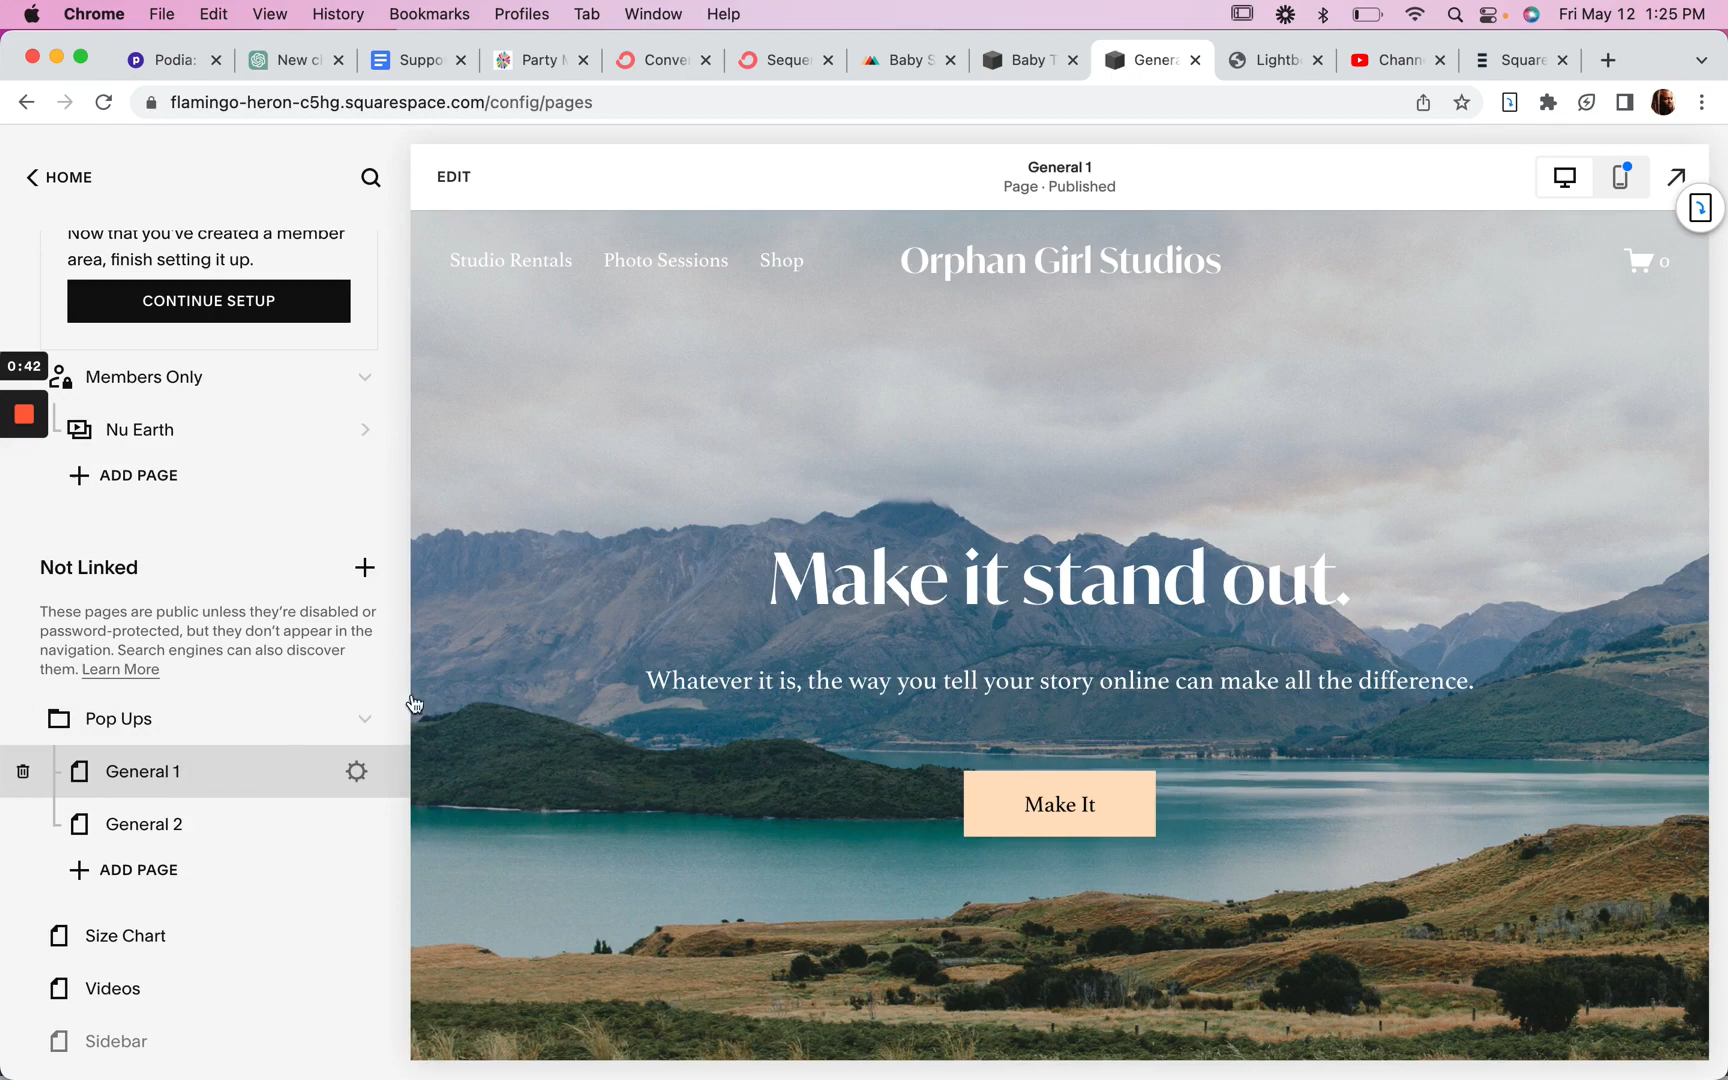 Chrome File Edit View History Bookmarks Profiles Tab Window Help Fri May 12 1:25 PM
Podia: New c Suppo Party Conve Seque Baby S Baby T Genera Lightb Chann Square
flamingo-heron-c5hg.squarespace.com/config/pages
HOME
EDIT
General 1
Page · Published
Now that you've created a member
area, finish setting it up.
CONTINUE SETUP
0:42
Members Only
Nu Earth
ADD PAGE
Not Linked
These pages are public unless they're disabled or
password-protected, but they don't appear in the
navigation. Search engines can also discover
them. Learn More
Pop Ups
General 1
General 2
ADD PAGE
Size Chart
Videos
Sidebar
Studio Rentals Photo Sessions Shop Orphan Girl Studios 0
Make it stand out.
Whatever it is, the way you tell your story online can make all the difference.
Make It